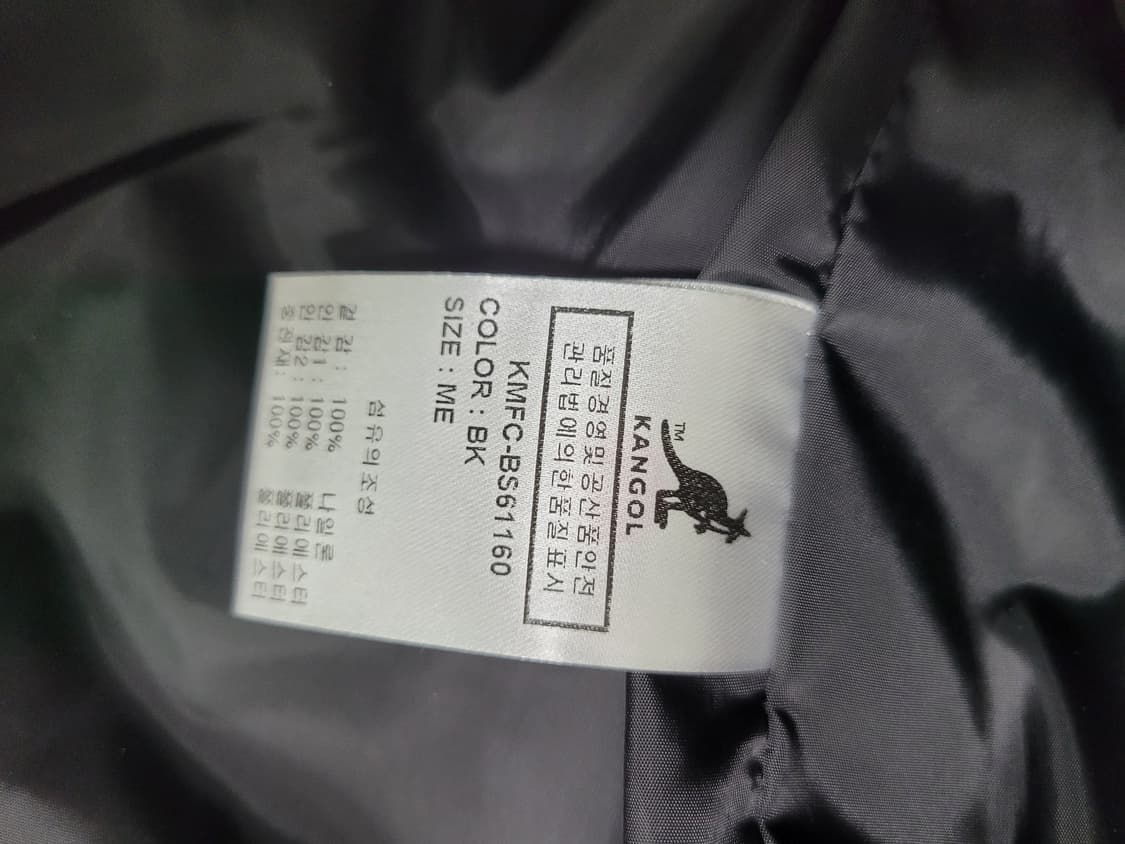 TM
KANGOL
품질경영및공산품안전
관리법에의한품질표시
KMFC-BS61160
COLOR : BK
SIZE : ME
섬유의조성
겉 감 : 100% 나일론
안 감1 : 100% 폴리에스터
안 감2 : 100% 폴리에스터
충 전 재 : 100% 폴리에스터